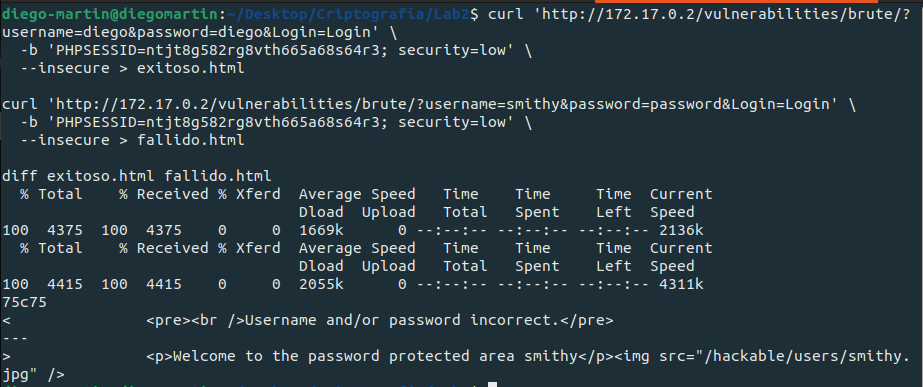 diego-martin@diegomartin:~/Desktop/Criptografia/Lab2$ curl 'http://172.17.0.2/vulnerabilities/brute/?
username=diego&password=diego&Login=Login' \
  -b 'PHPSESSID=ntjt8g582rg8vth665a68s64r3; security=low' \
  --insecure > exitoso.html

curl 'http://172.17.0.2/vulnerabilities/brute/?username=smithy&password=password&Login=Login' \
  -b 'PHPSESSID=ntjt8g582rg8vth665a68s64r3; security=low' \
  --insecure > fallido.html

diff exitoso.html fallido.html
  % Total    % Received % Xferd  Average Speed   Time    Time     Time  Current
                                 Dload  Upload   Total   Spent    Left  Speed
100  4375  100  4375    0     0  1669k      0 --:--:-- --:--:-- --:--:-- 2136k
  % Total    % Received % Xferd  Average Speed   Time    Time     Time  Current
                                 Dload  Upload   Total   Spent    Left  Speed
100  4415  100  4415    0     0  2055k      0 --:--:-- --:--:-- --:--:-- 4311k
75c75
<               <pre><br />Username and/or password incorrect.</pre>
---
>               <p>Welcome to the password protected area smithy</p><img src="/hackable/users/smithy.
jpg" />